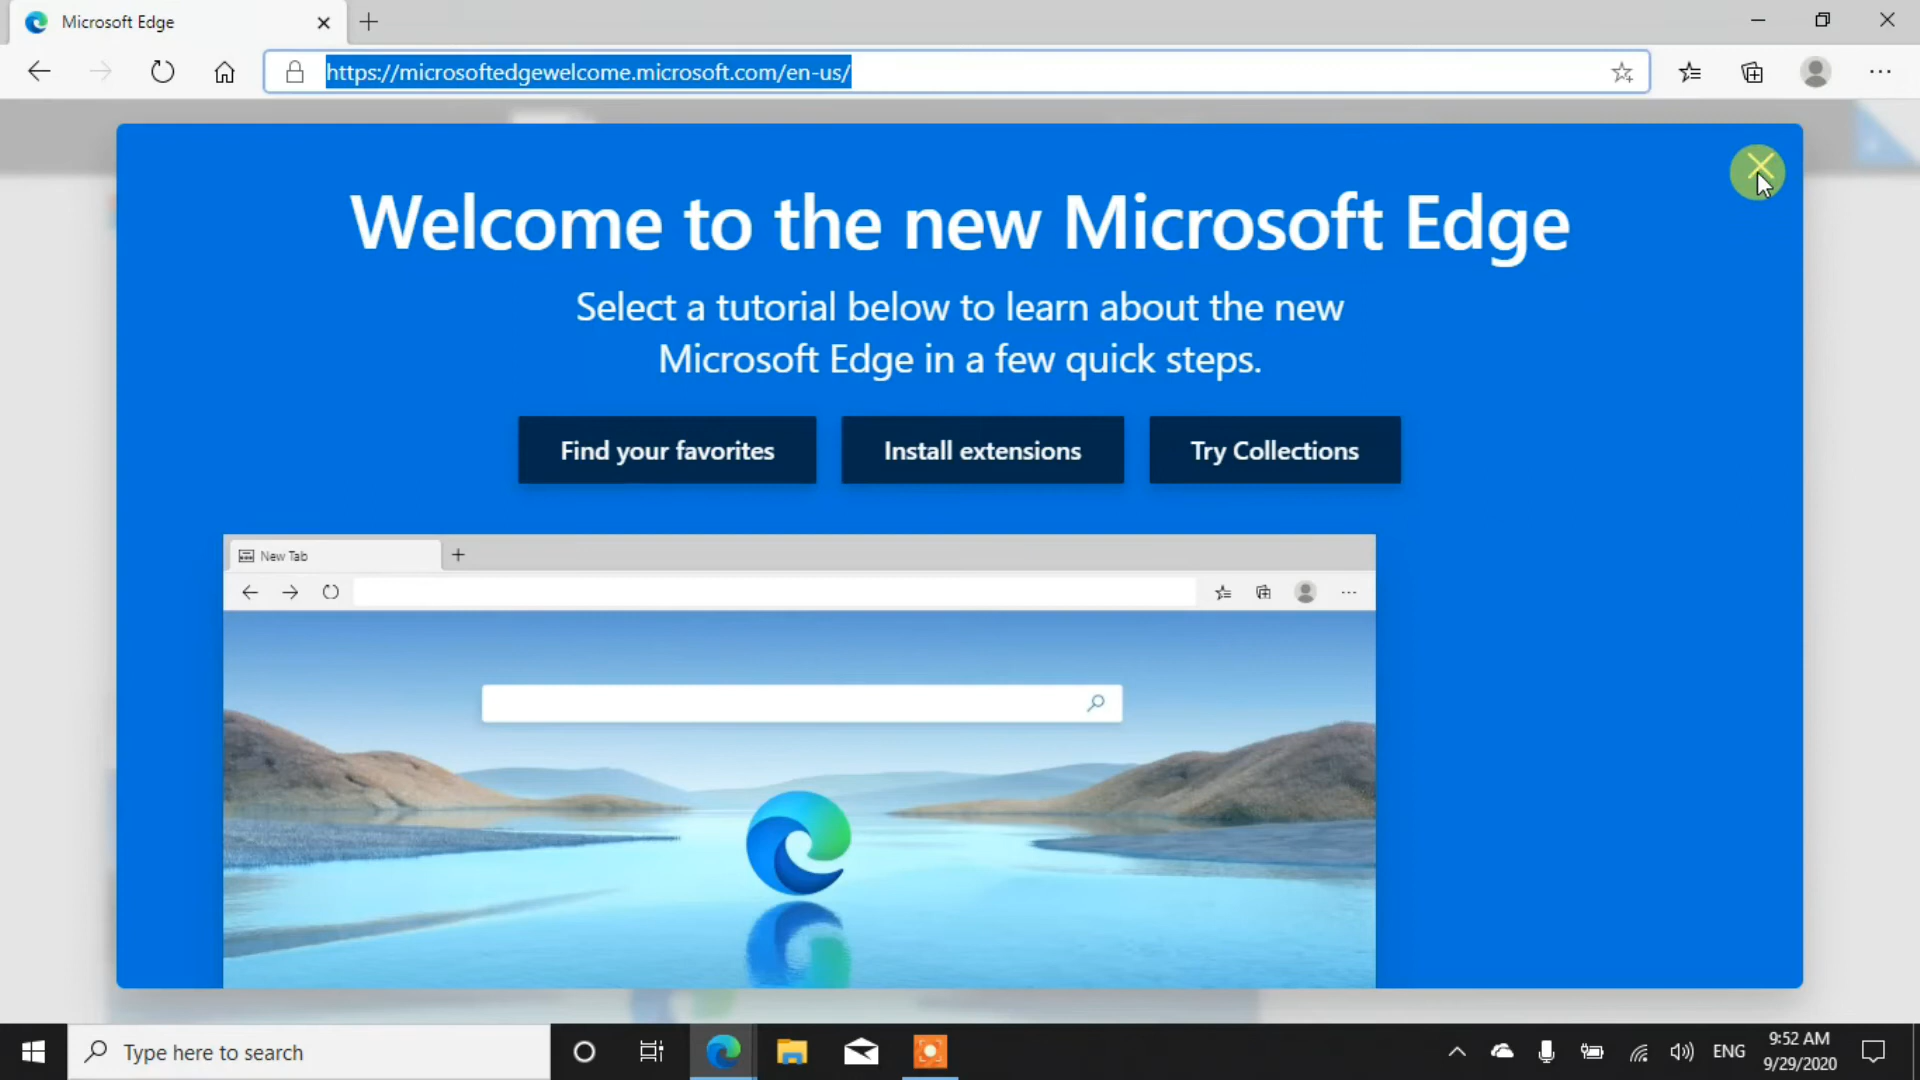 Microsoft Edge
https://microsoftedgewelcome.microsoft.com/en-us/
Welcome to the new Microsoft Edge
Select a tutorial below to learn about the new
Microsoft Edge in a few quick steps.
Find your favorites
Install extensions
Try Collections
New Tab
Type here to search
ENG
9:52 AM
9/29/2020